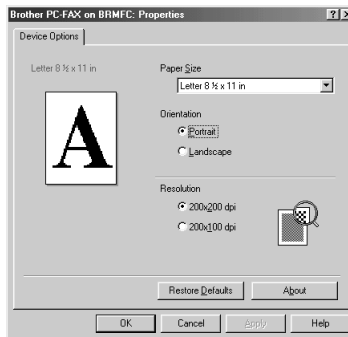 Brother PC-FAX on BRMFC: Properties
Device Options
Letter 8 ½ x 11 in
A
Paper Size
Letter 8 ½ x 11 in
Orientation
Portrait
Landscape
Resolution
200x200 dpi
200x100 dpi
Restore Defaults About
OK Cancel Apply Help